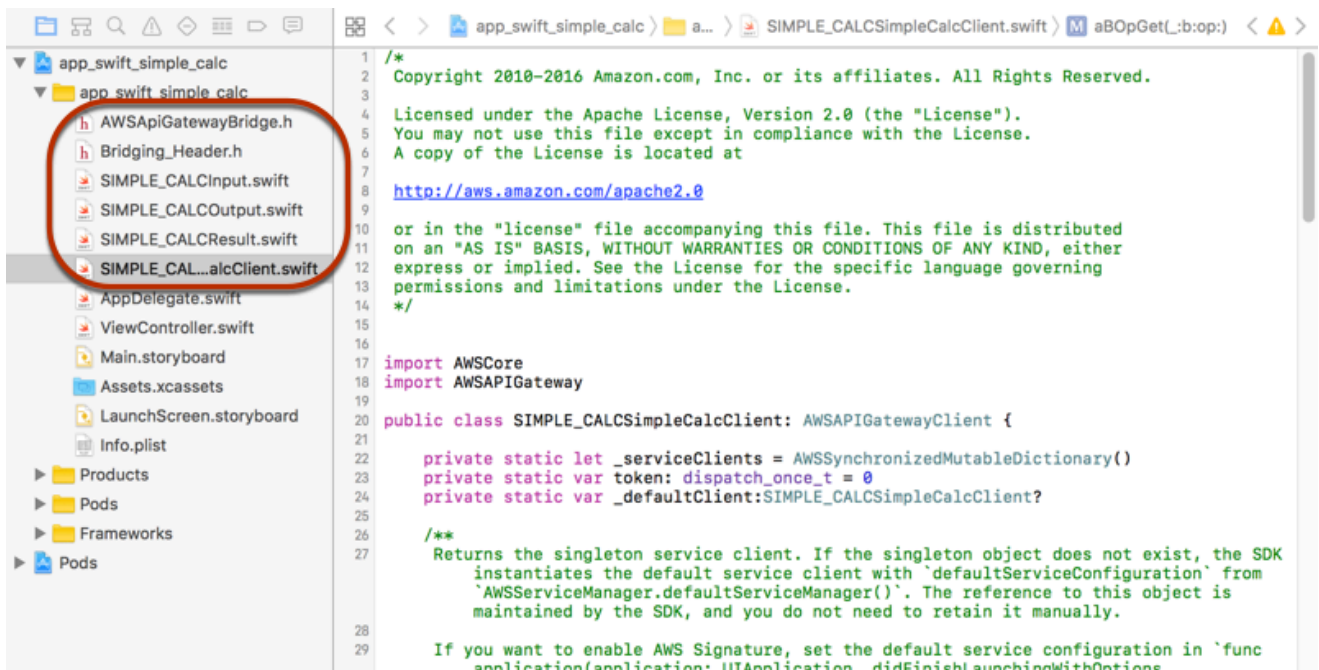 app_swift_simple_calc
a...
SIMPLE_CALCSimpleCalcClient.swift
M
aBOpGet(_:b:op:)
app_swift_simple_calc
app_swift_simple_calc
h AWSApiGatewayBridge.h
h Bridging_Header.h
SIMPLE_CALCInput.swift
SIMPLE_CALCOutput.swift
SIMPLE_CALCResult.swift
SIMPLE_CAL...alcClient.swift
AppDelegate.swift
ViewController.swift
Main.storyboard
Assets.xcassets
LaunchScreen.storyboard
Info.plist
Products
Pods
Frameworks
Pods
1 /*
2 Copyright 2010-2016 Amazon.com, Inc. or its affiliates. All Rights Reserved.
3
4 Licensed under the Apache License, Version 2.0 (the "License").
5 You may not use this file except in compliance with the License.
6 A copy of the License is located at
7
8 http://aws.amazon.com/apache2.0
9
10 or in the "license" file accompanying this file. This file is distributed
11 on an "AS IS" BASIS, WITHOUT WARRANTIES OR CONDITIONS OF ANY KIND, either
12 express or implied. See the License for the specific language governing
13 permissions and limitations under the License.
14 */
15
16
17 import AWSCore
18 import AWSAPIGateway
19
20 public class SIMPLE_CALCSimpleCalcClient: AWSAPIGatewayClient {
21
22 private static let _serviceClients = AWSSynchronizedMutableDictionary()
23 private static var token: dispatch_once_t = 0
24 private static var _defaultClient:SIMPLE_CALCSimpleCalcClient?
25
26 /**
27 Returns the singleton service client. If the singleton object does not exist, the SDK
instantiates the default service client with `defaultServiceConfiguration` from
`AWSServiceManager.defaultServiceManager()`. The reference to this object is
maintained by the SDK, and you do not need to retain it manually.
28
29 If you want to enable AWS Signature, set the default service configuration in `func
application(application: UIApplication, didFinishLaunchingWithOptions